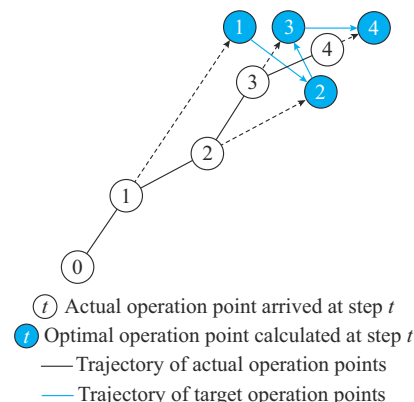 1
3
4
4
3
2
2
1
0
t Actual operation point arrived at step t
t Optimal operation point calculated at step t
Trajectory of actual operation points
Trajectory of target operation points